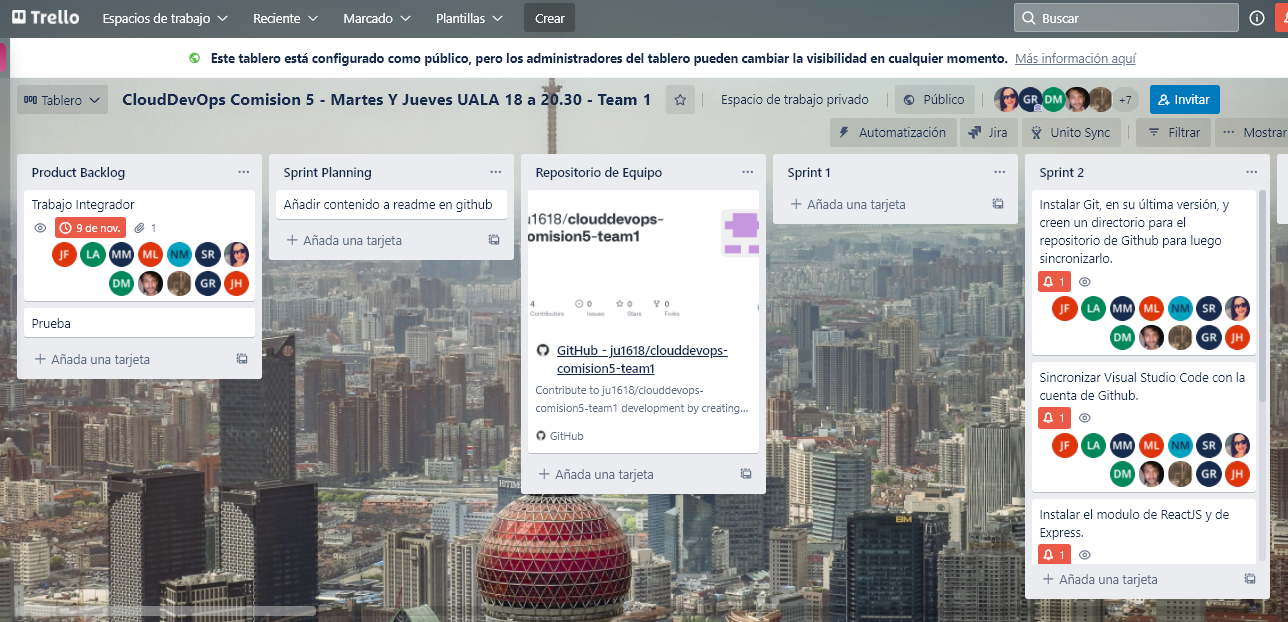 Trello
Espacios de trabajo
Reciente
Marcado
Plantillas
Crear
Buscar
Este tablero está configurado como público, pero los administradores del tablero pueden cambiar la visibilidad en cualquier momento. Más información aquí
Tablero
CloudDevOps Comision 5 - Martes Y Jueves UALA 18 a 20.30 - Team 1
Espacio de trabajo privado
Público
GR
DM
+7
Invitar
Automatización
Jira
Unito Sync
Filtrar
Mostrar
Product Backlog
Trabajo Integrador
9 de nov.
1
JF LA MM ML NM SR
DM GR JH
Prueba
Añada una tarjeta
Sprint Planning
Añadir contenido a readme en github
Añada una tarjeta
Repositorio de Equipo
u1618/clouddevops-
omision5-team1
4
Contributors
0
Issues
0
Stars
0
Forks
GitHub - ju1618/clouddevops-
comision5-team1
Contribute to ju1618/clouddevops-
comision5-team1 development by creating...
GitHub
Añada una tarjeta
Sprint 1
Añada una tarjeta
Sprint 2
Instalar Git, en su última versión, y
creen un directorio para el
repositorio de Github para luego
sincronizarlo.
1
JF LA MM ML NM SR
DM GR JH
Sincronizar Visual Studio Code con la
cuenta de Github.
1
JF LA MM ML NM SR
DM GR JH
Instalar el modulo de ReactJS y de
Express.
1
Añada una tarjeta